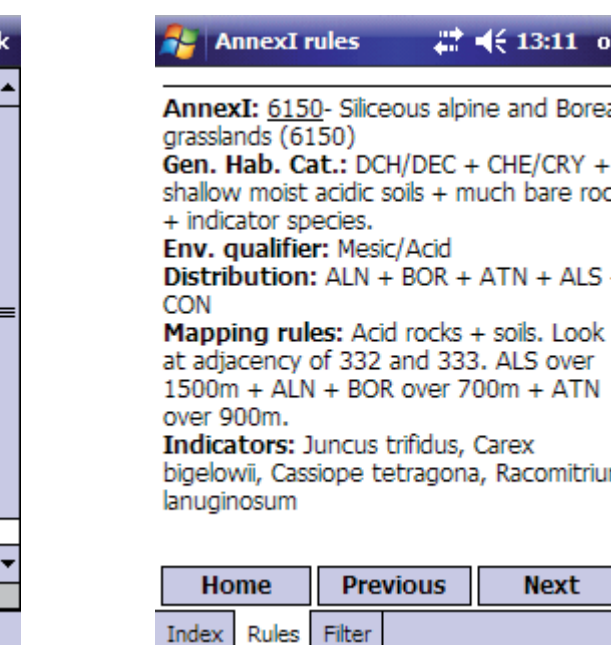 k
AnnexI rules 13:11 o
AnnexI: 6150- Siliceous alpine and Borea
grasslands (6150)
Gen. Hab. Cat.: DCH/DEC + CHE/CRY +
shallow moist acidic soils + much bare roc
+ indicator species.
Env. qualifier: Mesic/Acid
Distribution: ALN + BOR + ATN + ALS +
CON
Mapping rules: Acid rocks + soils. Look
at adjacency of 332 and 333. ALS over
1500m + ALN + BOR over 700m + ATN
over 900m.
Indicators: Juncus trifidus, Carex
bigelowii, Cassiope tetragona, Racomitriu
lanuginosum
Home Previous Next
Index Rules Filter